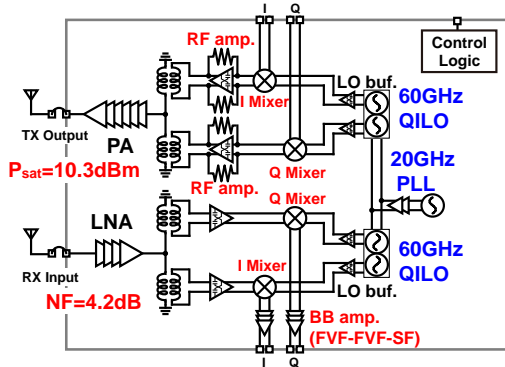 I Q
RF amp.
Control
Logic
LO buf.
I Mixer
60GHz
QILO
TX Output
PA
Psat=10.3dBm
Q Mixer
20GHz
PLL
RF amp.
Q Mixer
LNA
I Mixer
60GHz
QILO
RX Input
LO buf.
NF=4.2dB
BB amp.
(FVF-FVF-SF)
I Q